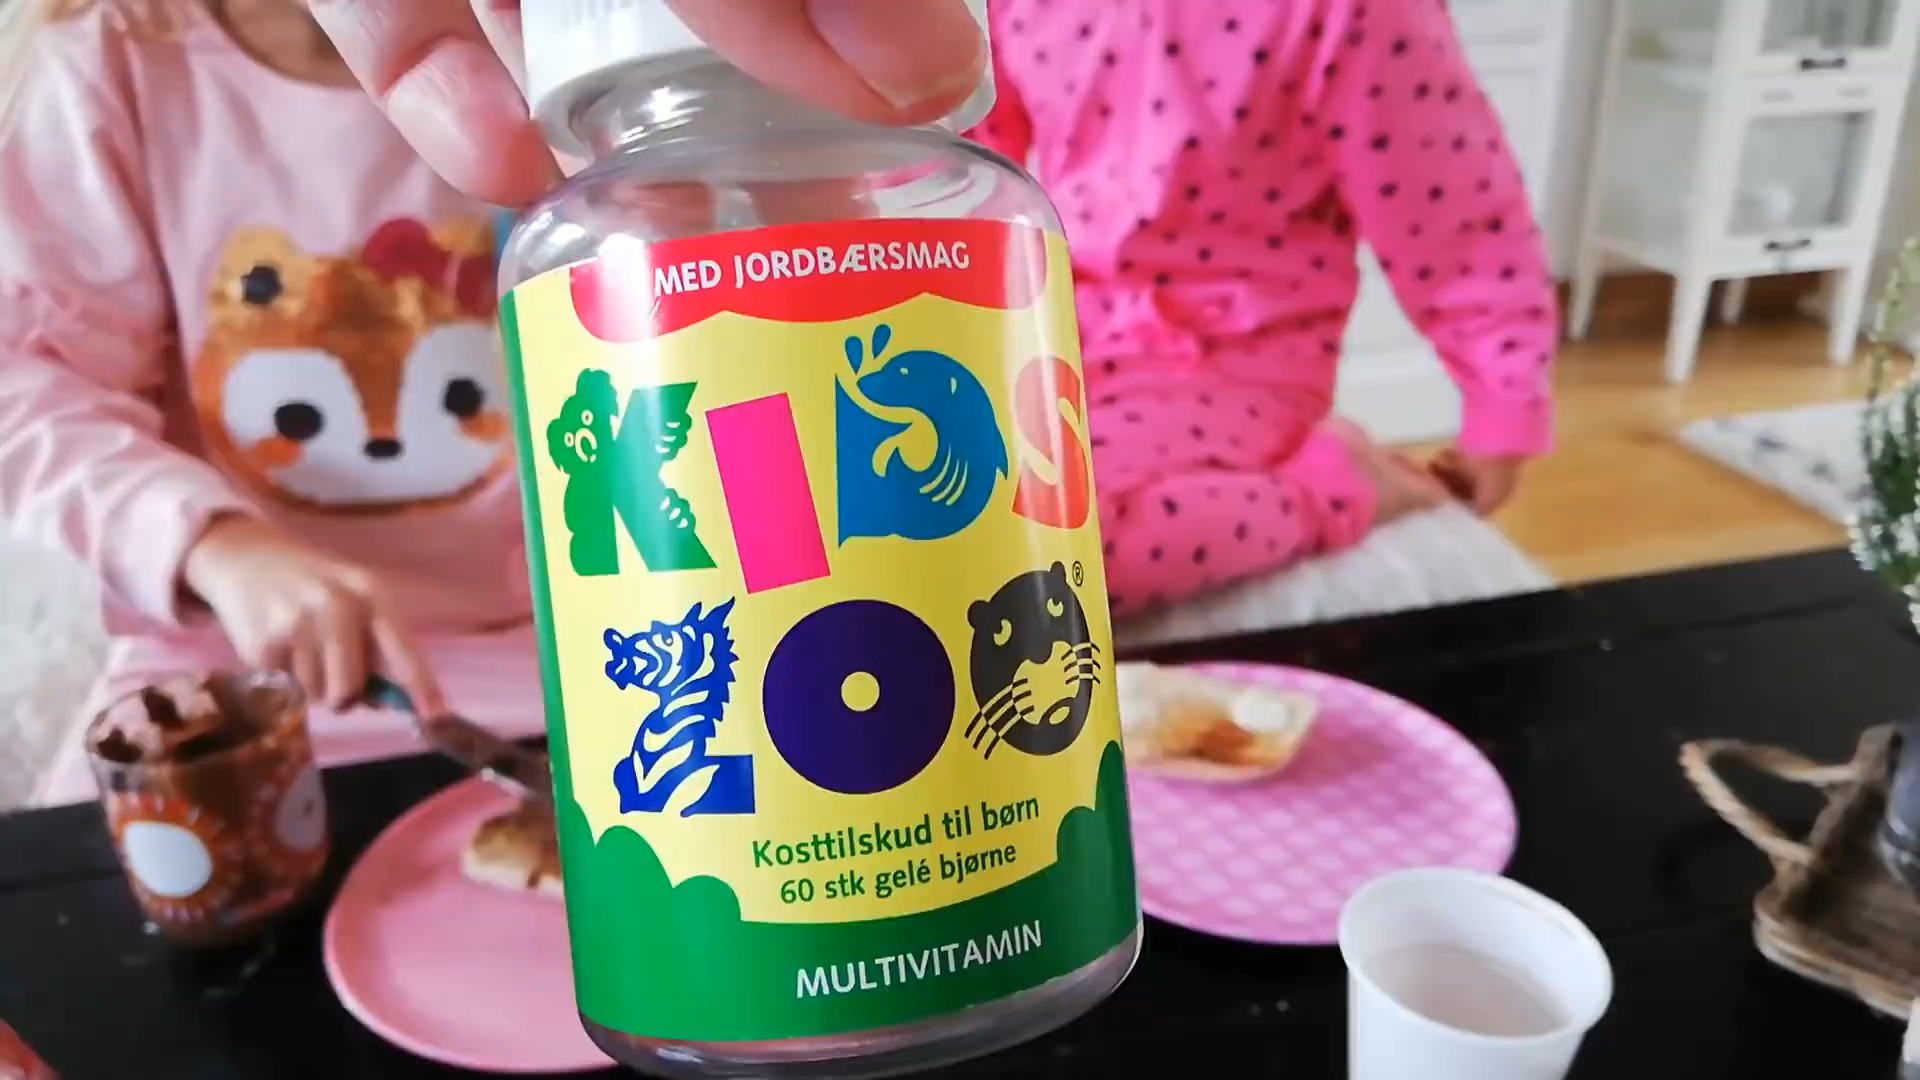 MED JORDBÆRSMAG
KIDS
ZOO®
Kosttilskud til børn
60 stk gelé bjørne
MULTIVITAMIN